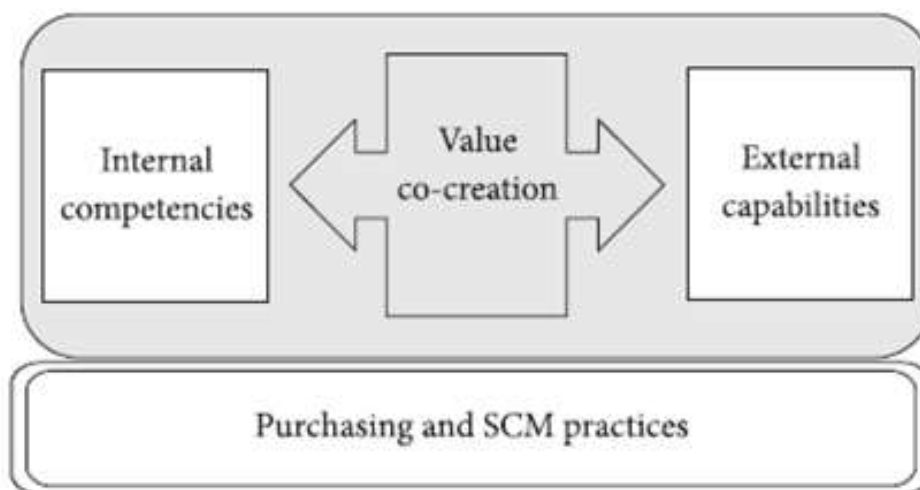 Internal
competencies
Value
co-creation
External
capabilities
Purchasing and SCM practices